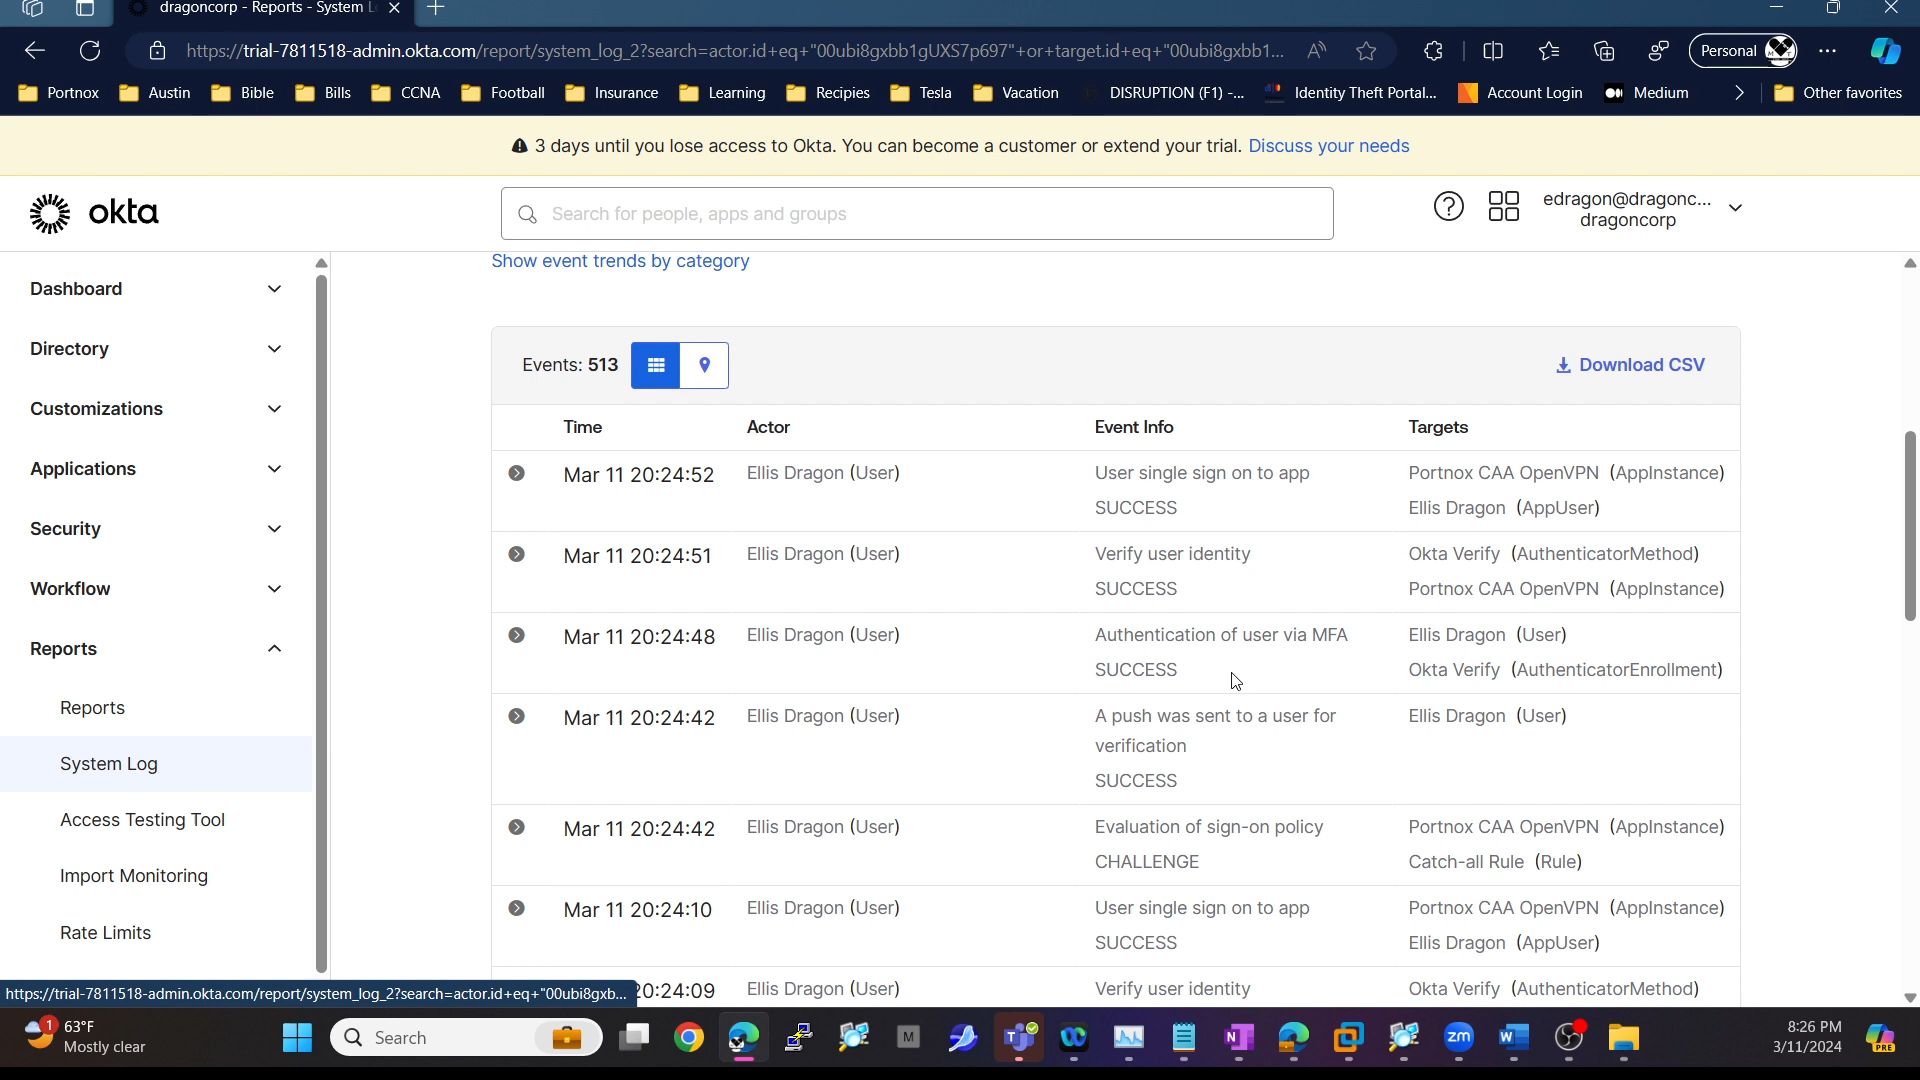 dragoncorp - Reports - System L
https://trial-7811518-admin.okta.com/report/system_log_2?search=actor.id+eq+"00ubi8gxbb1gUXS7p697"+or+target.id+eq+"00ubi8gxbb1...
Personal
Portnox Austin Bible Bills CCNA Football Insurance Learning Recipies Tesla Vacation DISRUPTION (F1) -... Identity Theft Portal... Account Login Medium Other favorites
3 days until you lose access to Okta. You can become a customer or extend your trial. Discuss your needs
okta
Search for people, apps and groups
edragon@dragonc...
dragoncorp
Dashboard
Directory
Customizations
Applications
Security
Workflow
Reports
Reports
System Log
Access Testing Tool
Import Monitoring
Rate Limits
Show event trends by category
Events: 513
Download CSV
Time Actor Event Info Targets
Mar 11 20:24:52 Ellis Dragon (User) User single sign on to app Portnox CAA OpenVPN (AppInstance)
SUCCESS Ellis Dragon (AppUser)
Mar 11 20:24:51 Ellis Dragon (User) Verify user identity Okta Verify (AuthenticatorMethod)
SUCCESS Portnox CAA OpenVPN (AppInstance)
Mar 11 20:24:48 Ellis Dragon (User) Authentication of user via MFA Ellis Dragon (User)
SUCCESS Okta Verify (AuthenticatorEnrollment)
Mar 11 20:24:42 Ellis Dragon (User) A push was sent to a user for Ellis Dragon (User)
verification
SUCCESS
Mar 11 20:24:42 Ellis Dragon (User) Evaluation of sign-on policy Portnox CAA OpenVPN (AppInstance)
CHALLENGE Catch-all Rule (Rule)
Mar 11 20:24:10 Ellis Dragon (User) User single sign on to app Portnox CAA OpenVPN (AppInstance)
SUCCESS Ellis Dragon (AppUser)
20:24:09 Ellis Dragon (User) Verify user identity Okta Verify (AuthenticatorMethod)
https://trial-7811518-admin.okta.com/report/system_log_2?search=actor.id+eq+"00ubi8gxb...
1
63°F
Mostly clear
Search
M
T
N
zm
W
PRE
8:26 PM
3/11/2024